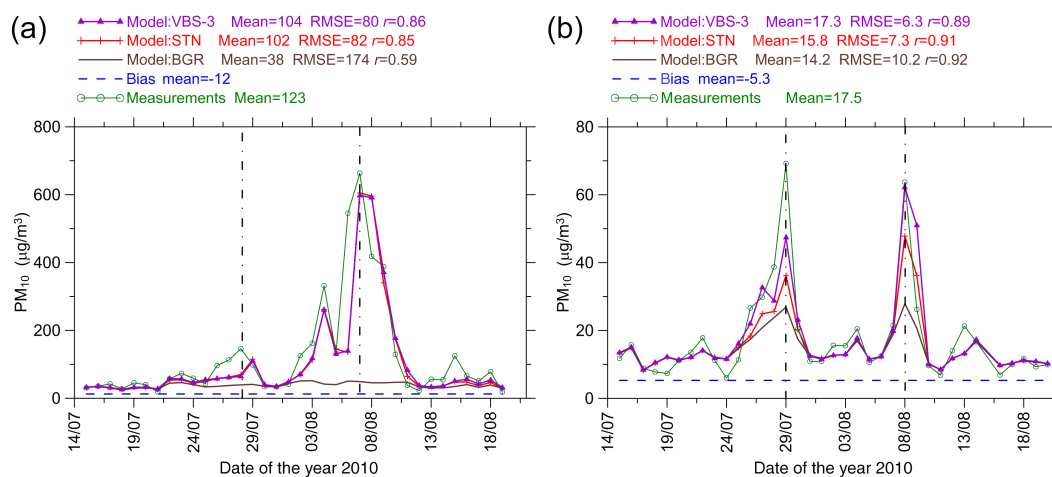 (a)
Model:VBS-3 Mean=104 RMSE=80 r=0.86
Model:STN Mean=102 RMSE=82 r=0.85
Model:BGR Mean=38 RMSE=174 r=0.59
Bias mean=-12
Measurements Mean=123
800
600
400
200
0
PM10 (µg/m³)
14/07 19/07 24/07 29/07 03/08 08/08 13/08 18/08
Date of the year 2010
(b)
Model:VBS-3 Mean=17.3 RMSE=6.3 r=0.89
Model:STN Mean=15.8 RMSE=7.3 r=0.91
Model:BGR Mean=14.2 RMSE=10.2 r=0.92
Bias mean=-5.3
Measurements Mean=17.5
80
60
40
20
0
PM10 (µg/m³)
14/07 19/07 24/07 29/07 03/08 08/08 13/08 18/08
Date of the year 2010